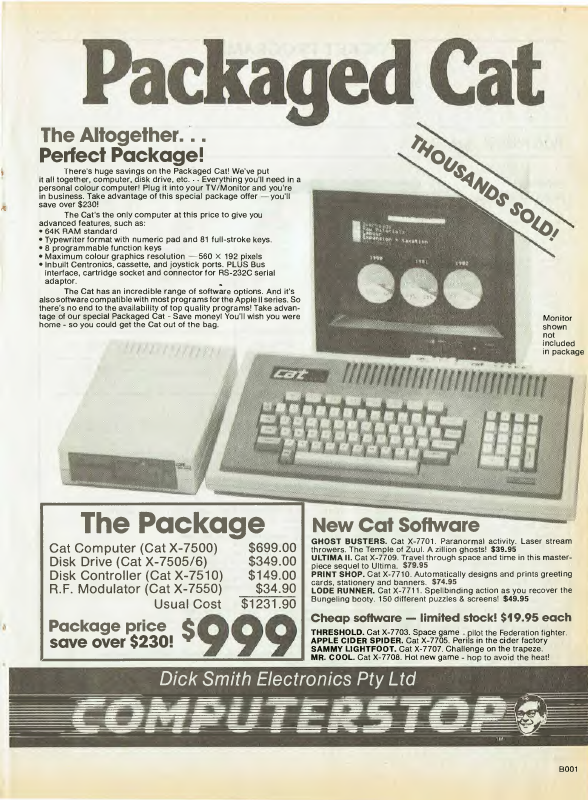 Packaged Cat
The Altogether. . .
Perfect Package!
There's huge savings on the Packaged Cat! We've put
it all together, computer, disk drive, etc. . . Everything you'll need in a
personal colour computer! Plug it into your TV/Monitor and you're
in business. Take advantage of this special package offer — you'll
save over $230!
The Cat's the only computer at this price to give you
advanced features, such as:
• 64K RAM standard
• Typewriter format with numeric pad and 81 full-stroke keys.
• 8 programmable function keys
• Maximum colour graphics resolution — 560 × 192 pixels
• Inbuilt Centronics, cassette, and joystick ports. PLUS Bus
interface, cartridge socket and connector for RS-232C serial
adaptor.
The Cat has an incredible range of software options. And it's
also software compatible with most programs for the Apple II series. So
there's no end to the availability of top quality programs! Take advan-
tage of our special Packaged Cat - Save money! You'll wish you were
home - so you could get the Cat out of the bag.
THOUSANDS SOLD!
1980 1981 1982
Monitor
shown
not
included
in package
cat
The Package
Cat Computer (Cat X-7500) $699.00
Disk Drive (Cat X-7505/6) $349.00
Disk Controller (Cat X-7510) $149.00
R.F. Modulator (Cat X-7550) $34.90
Usual Cost $1231.90
Package price
save over $230! $999
New Cat Software
GHOST BUSTERS. Cat X-7701. Paranormal activity. Laser stream
throwers. The Temple of Zuul. A zillion ghosts! $39.95
ULTIMA II. Cat X-7709. Travel through space and time in this master-
piece sequel to Ultima. $79.95
PRINT SHOP. Cat X-7710. Automatically designs and prints greeting
cards, stationery and banners. $74.95
LODE RUNNER. Cat X-7711. Spellbinding action as you recover the
Bungeling booty. 150 different puzzles & screens! $49.95
Cheap software — limited stock! $19.95 each
THRESHOLD. Cat X-7703. Space game . pilot the Federation fighter.
APPLE CIDER SPIDER. Cat X-7705. Perils in the cider factory
SAMMY LIGHTFOOT. Cat X-7707. Challenge on the trapeze.
MR. COOL. Cat X-7708. Hot new game - hop to avoid the heat!
Dick Smith Electronics Pty Ltd
COMPUTERSTOP
B001